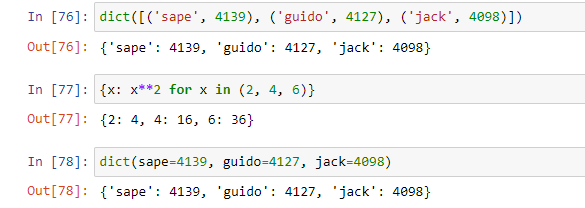 In [76]: dict([('sape', 4139), ('guido', 4127), ('jack', 4098)])
Out[76]: {'sape': 4139, 'guido': 4127, 'jack': 4098}
In [77]: {x: x**2 for x in (2, 4, 6)}
Out[77]: {2: 4, 4: 16, 6: 36}
In [78]: dict(sape=4139, guido=4127, jack=4098)
Out[78]: {'sape': 4139, 'guido': 4127, 'jack': 4098}